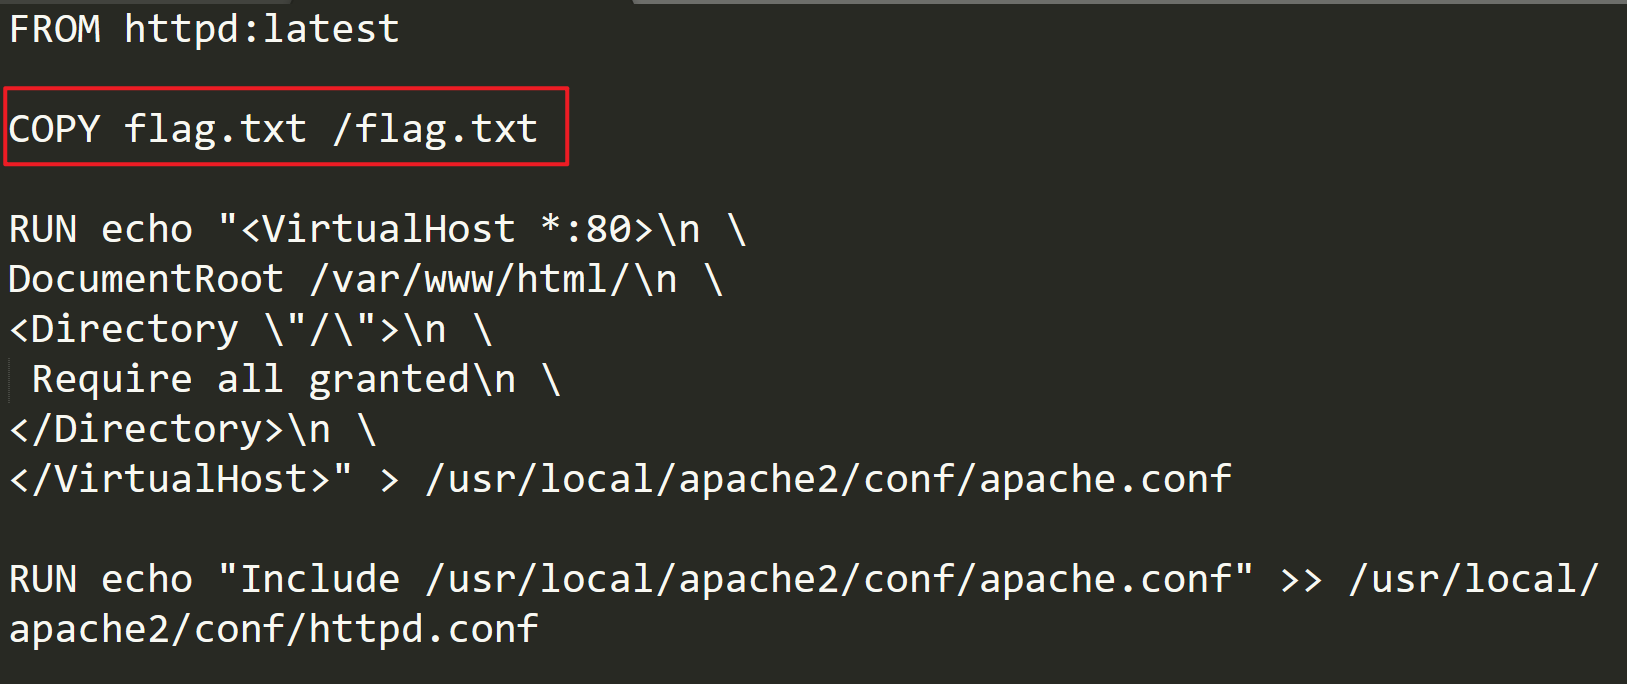 FROM httpd:latest
COPY flag.txt /flag.txt
RUN echo "<VirtualHost *:80>\n \
DocumentRoot /var/www/html/\n \
<Directory \"/\">\n \
 Require all granted\n \
</Directory>\n \
</VirtualHost>" > /usr/local/apache2/conf/apache.conf
RUN echo "Include /usr/local/apache2/conf/apache.conf" >> /usr/local/
apache2/conf/httpd.conf